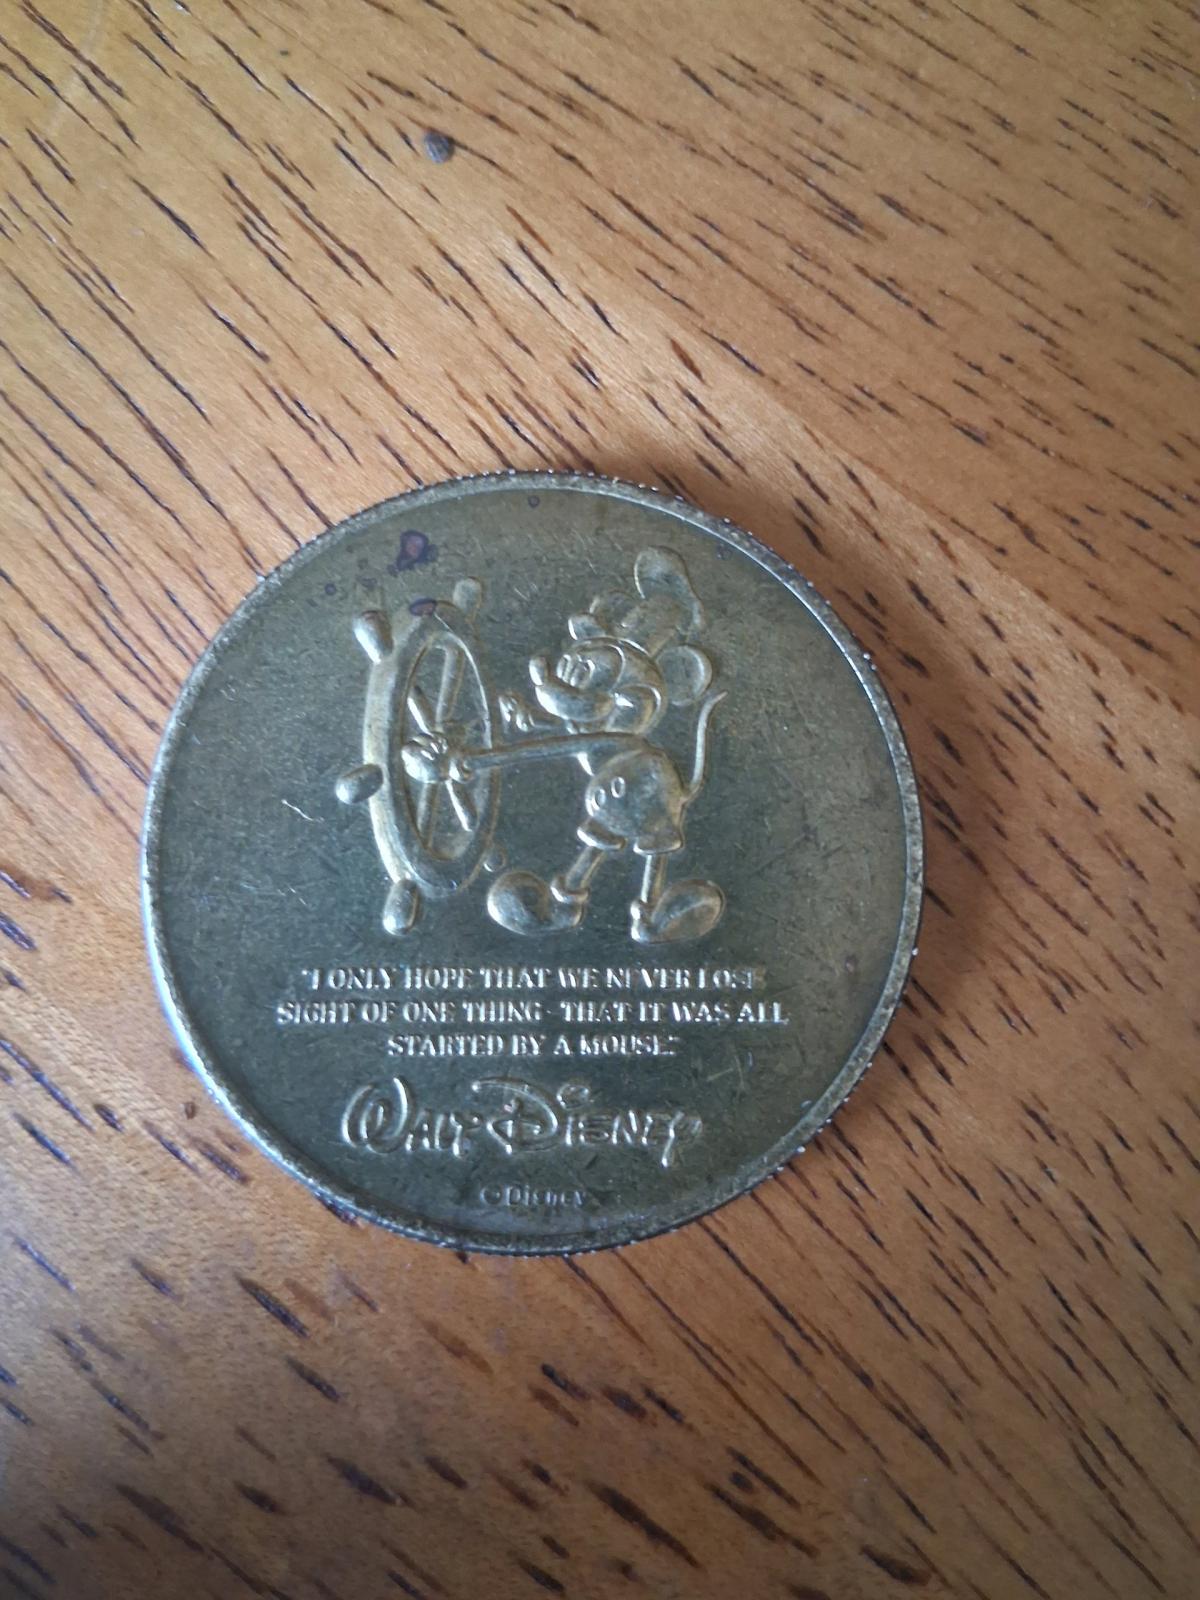 "I ONLY HOPE THAT WE NEVER LOSE
SIGHT OF ONE THING - THAT IT WAS ALL
STARTED BY A MOUSE."
WALT DISNEY
©Disney